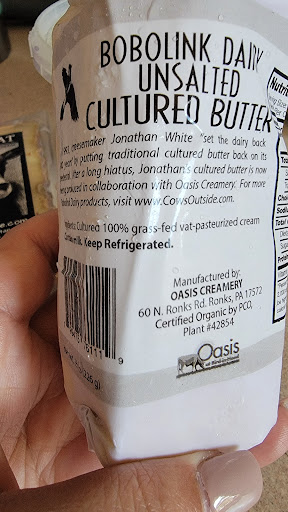 BOBOLINK DAIRY
UNSALTED
CULTURED BUTTER
cheesemaker Jonathan White "set the dairy back
by putting traditional cultured butter back on its
a long hiatus, Jonathan's cultured butter is now
produced in collaboration with Oasis Creamery. For more
Dairy products, visit www.CowsOutside.com.
Cultured 100% grass-fed vat-pasteurized cream
Keep Refrigerated.
Manufactured by:
OASIS CREAMERY
60 N. Ronks Rd. Ronks, PA 17572
Certified Organic by PCO,
Plant #42854
Oasis
9
Nutri